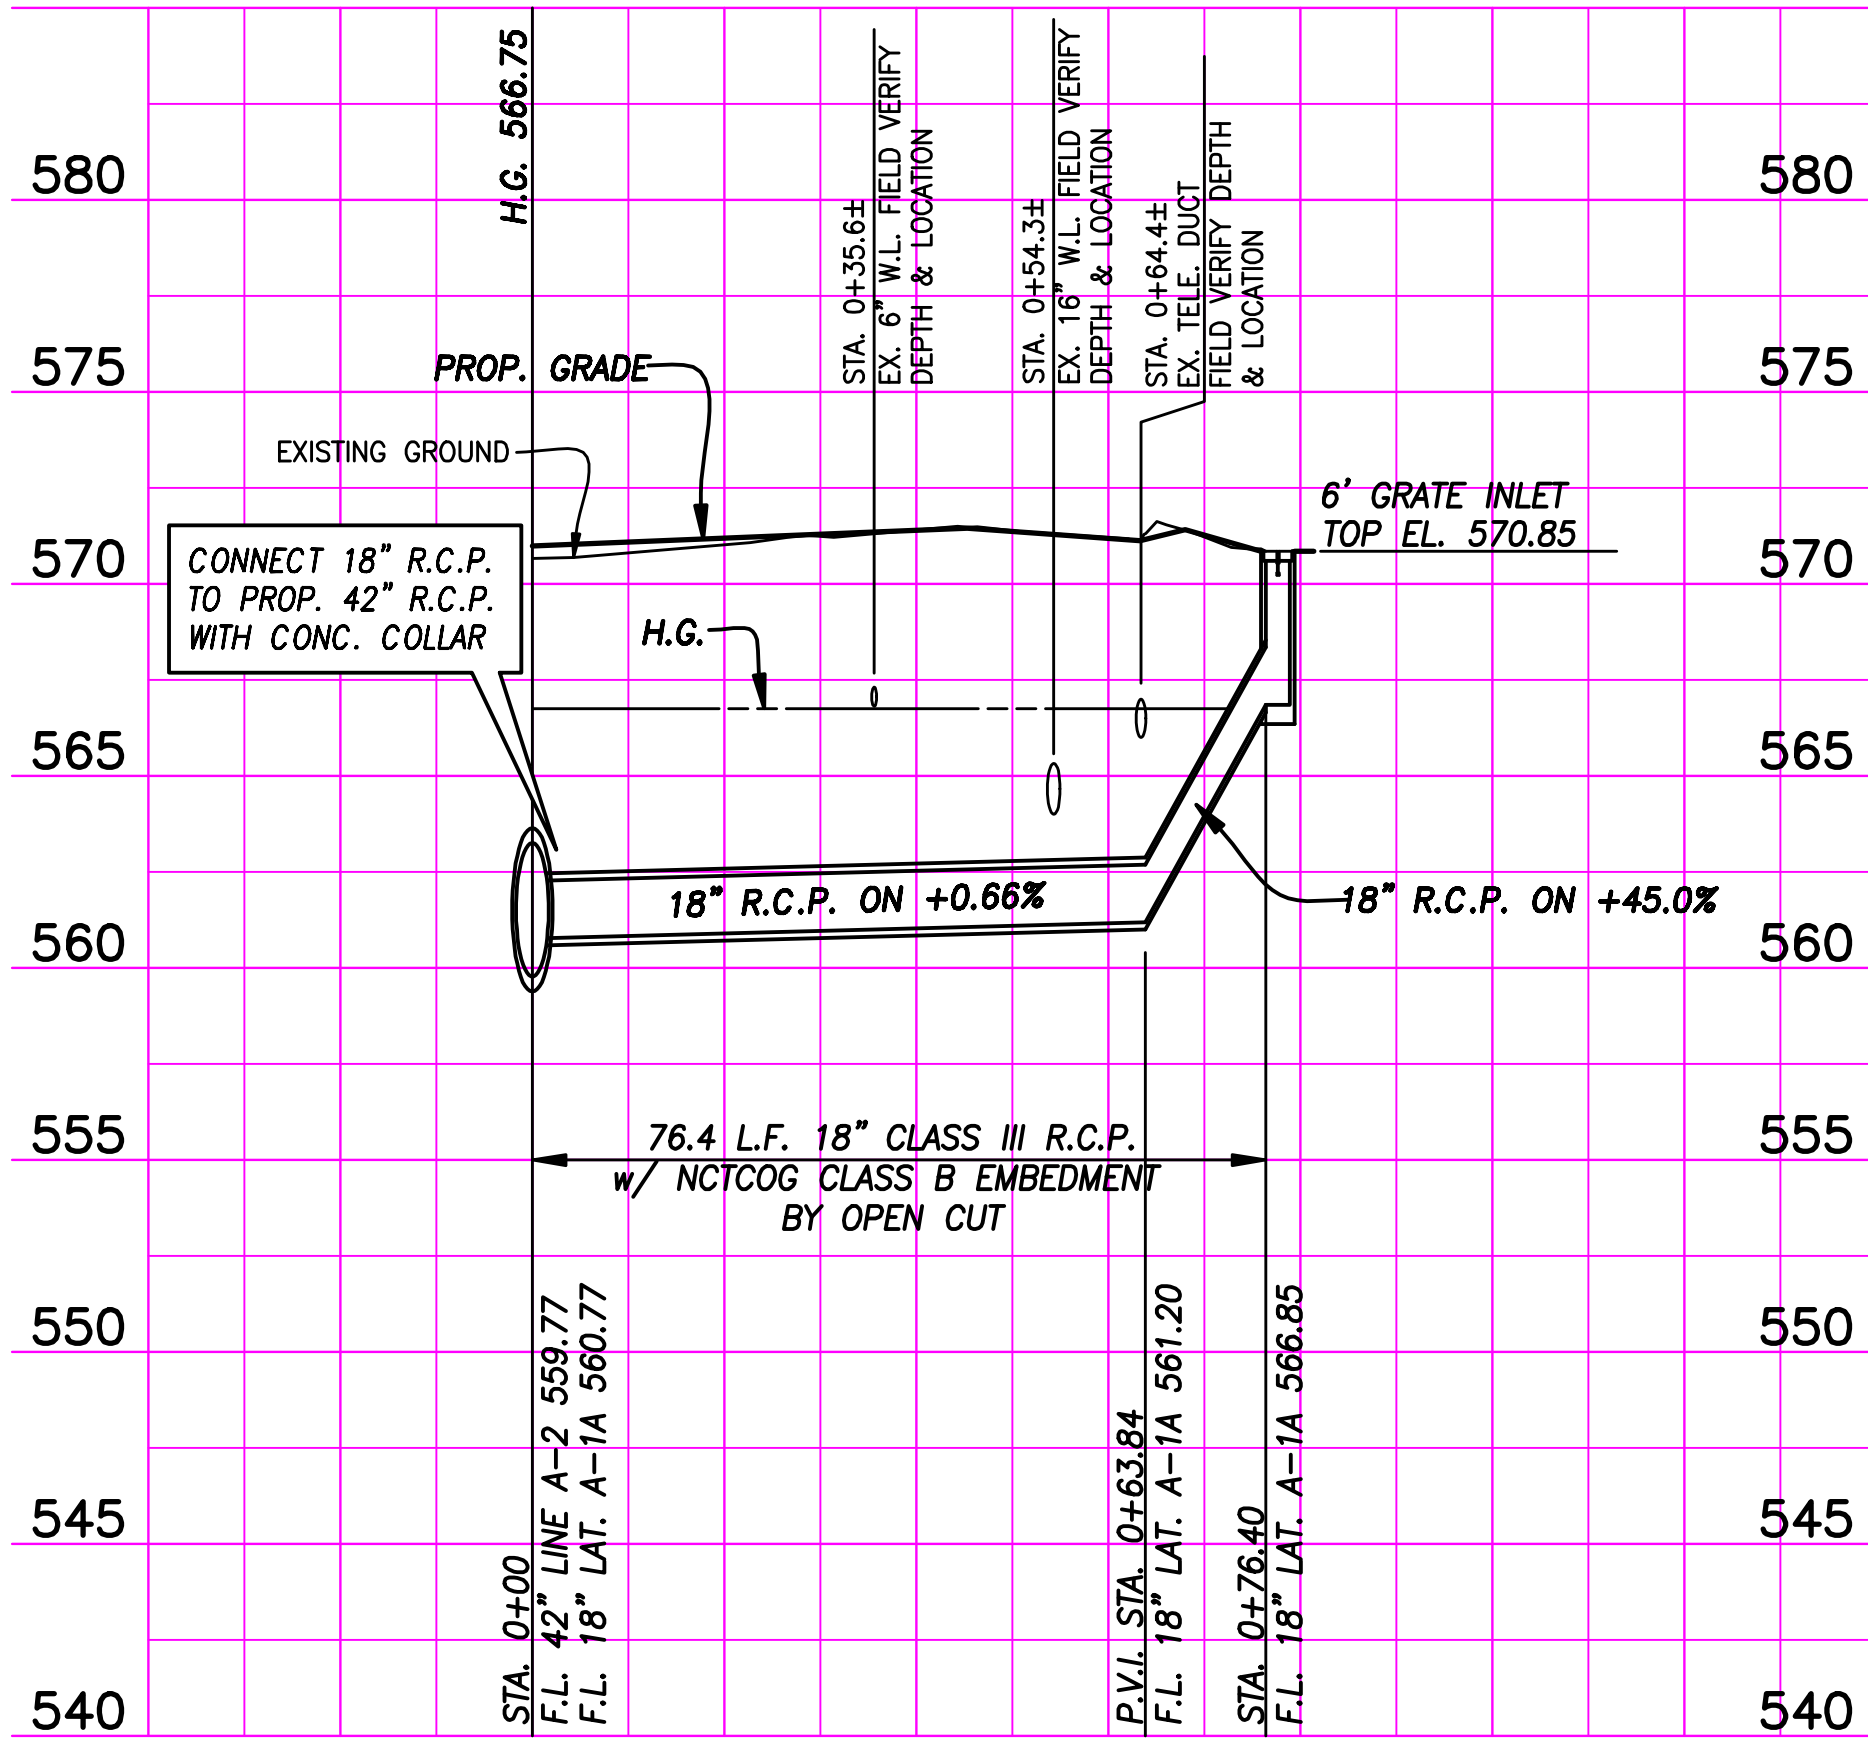 H.G. 566.75
STA. 0+35.6±
EX. 6" W.L. FIELD VERIFY
DEPTH & LOCATION
STA. 0+54.3±
EX. 16" W.L. FIELD VERIFY
DEPTH & LOCATION
STA. 0+64.4±
EX. TELE. DUCT
FIELD VERIFY DEPTH
& LOCATION
580
580
575
575
PROP. GRADE
EXISTING GROUND
6' GRATE INLET
TOP EL. 570.85
570
570
CONNECT 18" R.C.P.
TO PROP. 42" R.C.P.
WITH CONC. COLLAR
H.G.
565
565
18" R.C.P. ON +0.66%
18" R.C.P. ON +45.0%
560
560
555
555
76.4 L.F. 18" CLASS III R.C.P.
W/ NCTCOG CLASS B EMBEDMENT
BY OPEN CUT
550
550
545
545
540
540
STA. 0+00
F.L. 42" LINE A-2 559.77
F.L. 18" LAT. A-1A 560.77
P.V.I. STA. 0+63.84
F.L. 18" LAT. A-1A 561.20
STA. 0+76.40
F.L. 18" LAT. A-1A 566.85